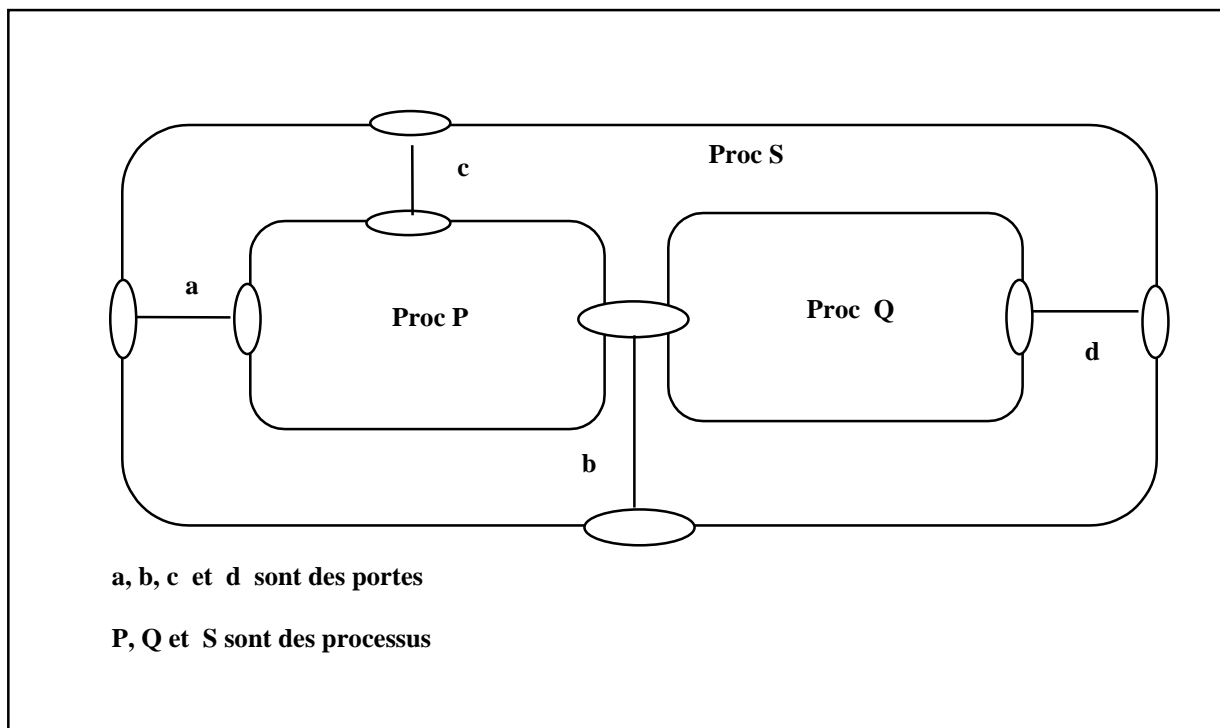 Proc S
c
a
Proc P
Proc Q
d
b
a, b, c et d sont des portes
P, Q et S sont des processus